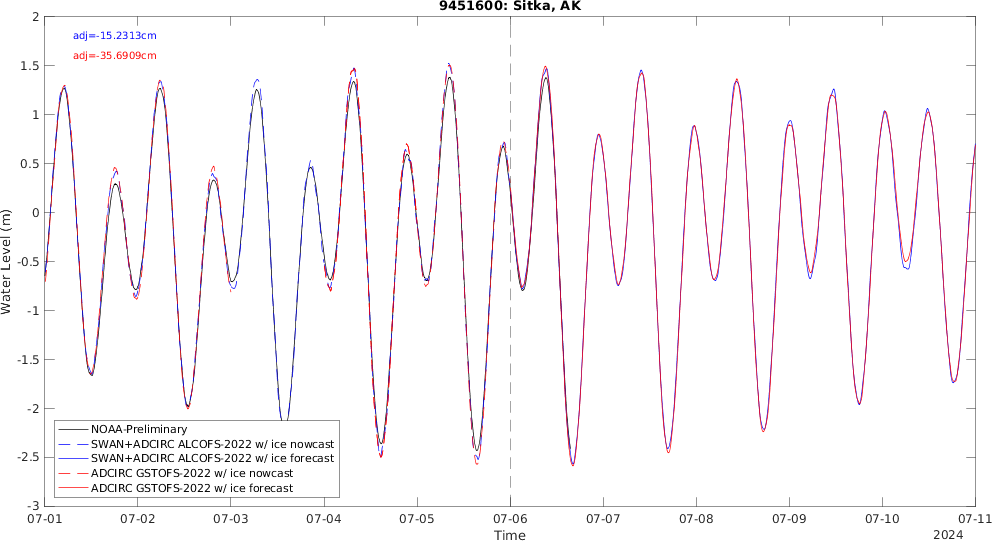 9451600: Sitka, AK
adj=-15.2313cm
adj=-35.6909cm
2
1.5
1
0.5
0
-0.5
-1
-1.5
-2
-2.5
-3
Water Level (m)
NOAA-Preliminary
SWAN+ADCIRC ALCOFS-2022 w/ ice nowcast
SWAN+ADCIRC ALCOFS-2022 w/ ice forecast
ADCIRC GSTOFS-2022 w/ ice nowcast
ADCIRC GSTOFS-2022 w/ ice forecast
07-01 07-02 07-03 07-04 07-05 07-06 07-07 07-08 07-09 07-10 07-11
Time
2024